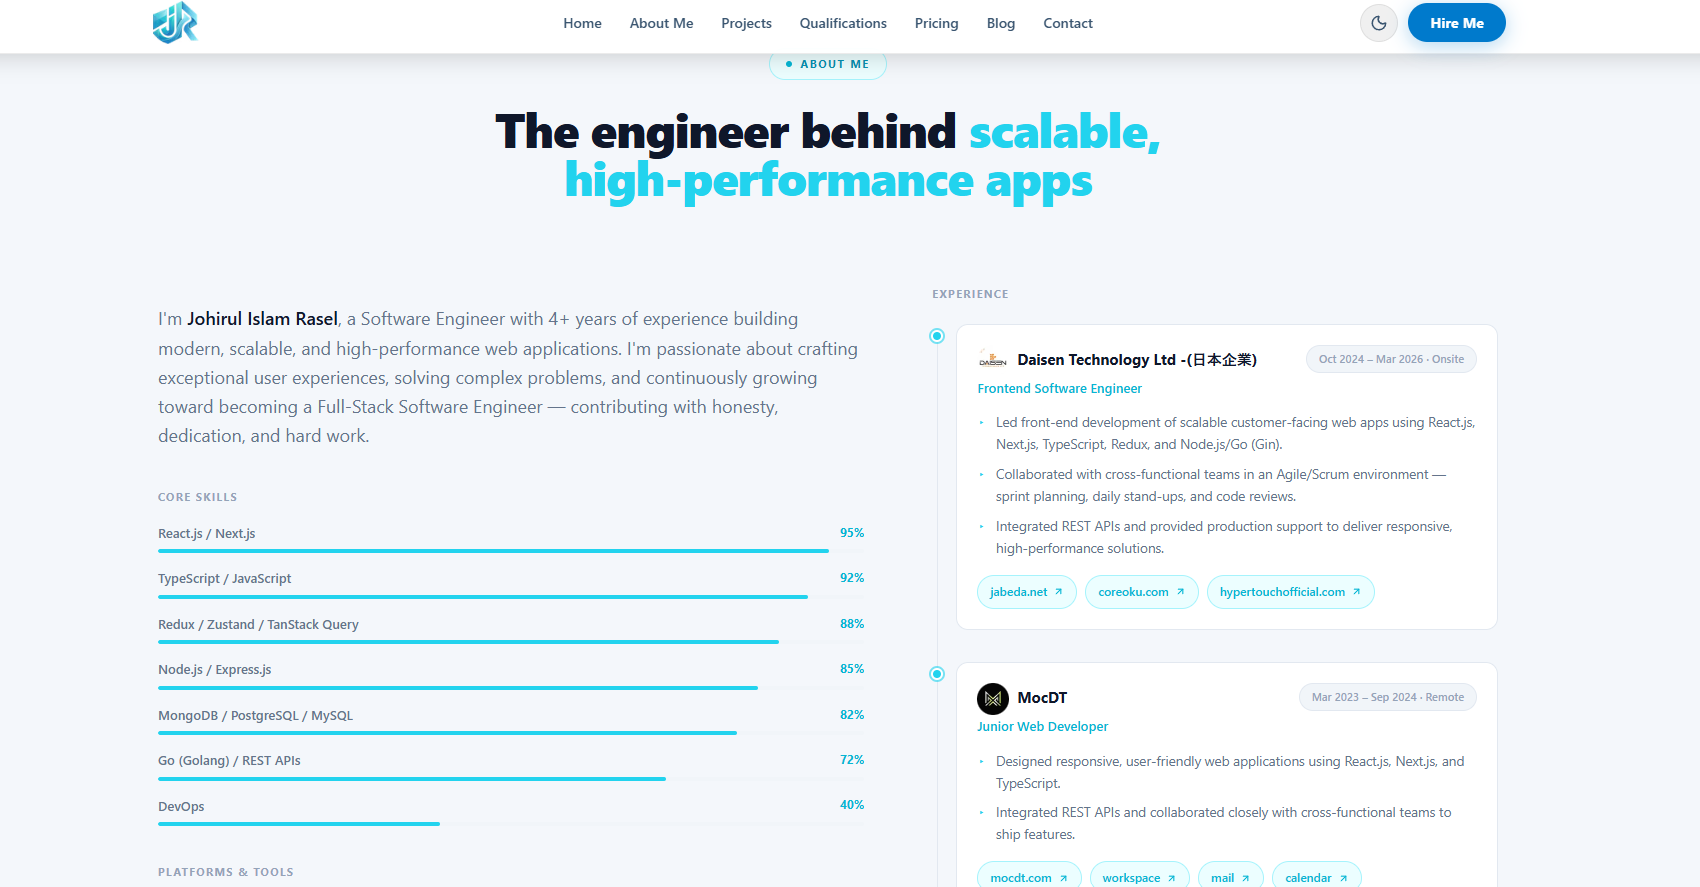 JR
Home
About Me
Projects
Qualifications
Pricing
Blog
Contact
Hire Me
ABOUT ME
The engineer behind scalable,
high-performance apps
I'm Johirul Islam Rasel, a Software Engineer with 4+ years of experience building
modern, scalable, and high-performance web applications. I'm passionate about crafting
exceptional user experiences, solving complex problems, and continuously growing
toward becoming a Full-Stack Software Engineer — contributing with honesty,
dedication, and hard work.
CORE SKILLS
React.js / Next.js 95%
TypeScript / JavaScript 92%
Redux / Zustand / TanStack Query 88%
Node.js / Express.js 85%
MongoDB / PostgreSQL / MySQL 82%
Go (Golang) / REST APIs 72%
DevOps 40%
PLATFORMS & TOOLS
EXPERIENCE
DAISEN
Daisen Technology Ltd -(日本企業) Oct 2024 – Mar 2026 · Onsite
Frontend Software Engineer
Led front-end development of scalable customer-facing web apps using React.js,
Next.js, TypeScript, Redux, and Node.js/Go (Gin).
Collaborated with cross-functional teams in an Agile/Scrum environment —
sprint planning, daily stand-ups, and code reviews.
Integrated REST APIs and provided production support to deliver responsive,
high-performance solutions.
jabeda.net ↗ coreoku.com ↗ hypertouchofficial.com ↗
MocDT Mar 2023 – Sep 2024 · Remote
Junior Web Developer
Designed responsive, user-friendly web applications using React.js, Next.js, and
TypeScript.
Integrated REST APIs and collaborated closely with cross-functional teams to
ship features.
mocdt.com ↗ workspace ↗ mail ↗ calendar ↗